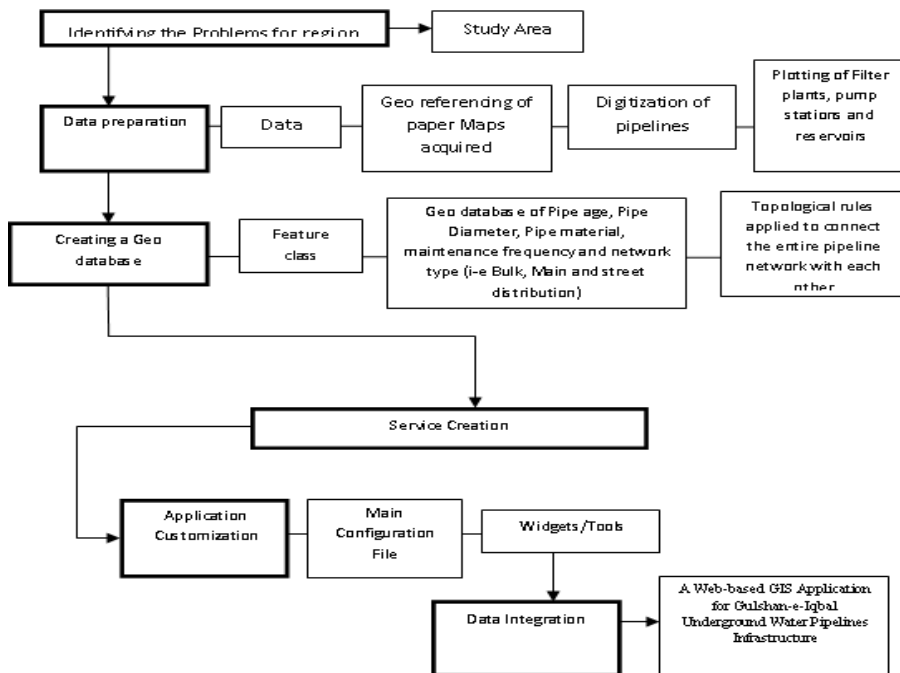 Identifying the Problems for region
Study Area
Data preparation
Data
Geo referencing of
paper Maps
acquired
Digitization of
pipelines
Plotting of Filter
plants, pump
stations and
reservoirs
Creating a Geo
database
Feature
class
Geo database of Pipe age, Pipe
Diameter, Pipe material,
maintenance frequency and network
type (i-e Bulk, Main and street
distribution)
Topological rules
applied to connect
the entire pipeline
network with each
other
Service Creation
Application
Customization
Main
Configuration
File
Widgets/Tools
Data Integration
A Web-based GIS Application
for Gulshan-e-Iqbal
Underground Water Pipelines
Infrastructure